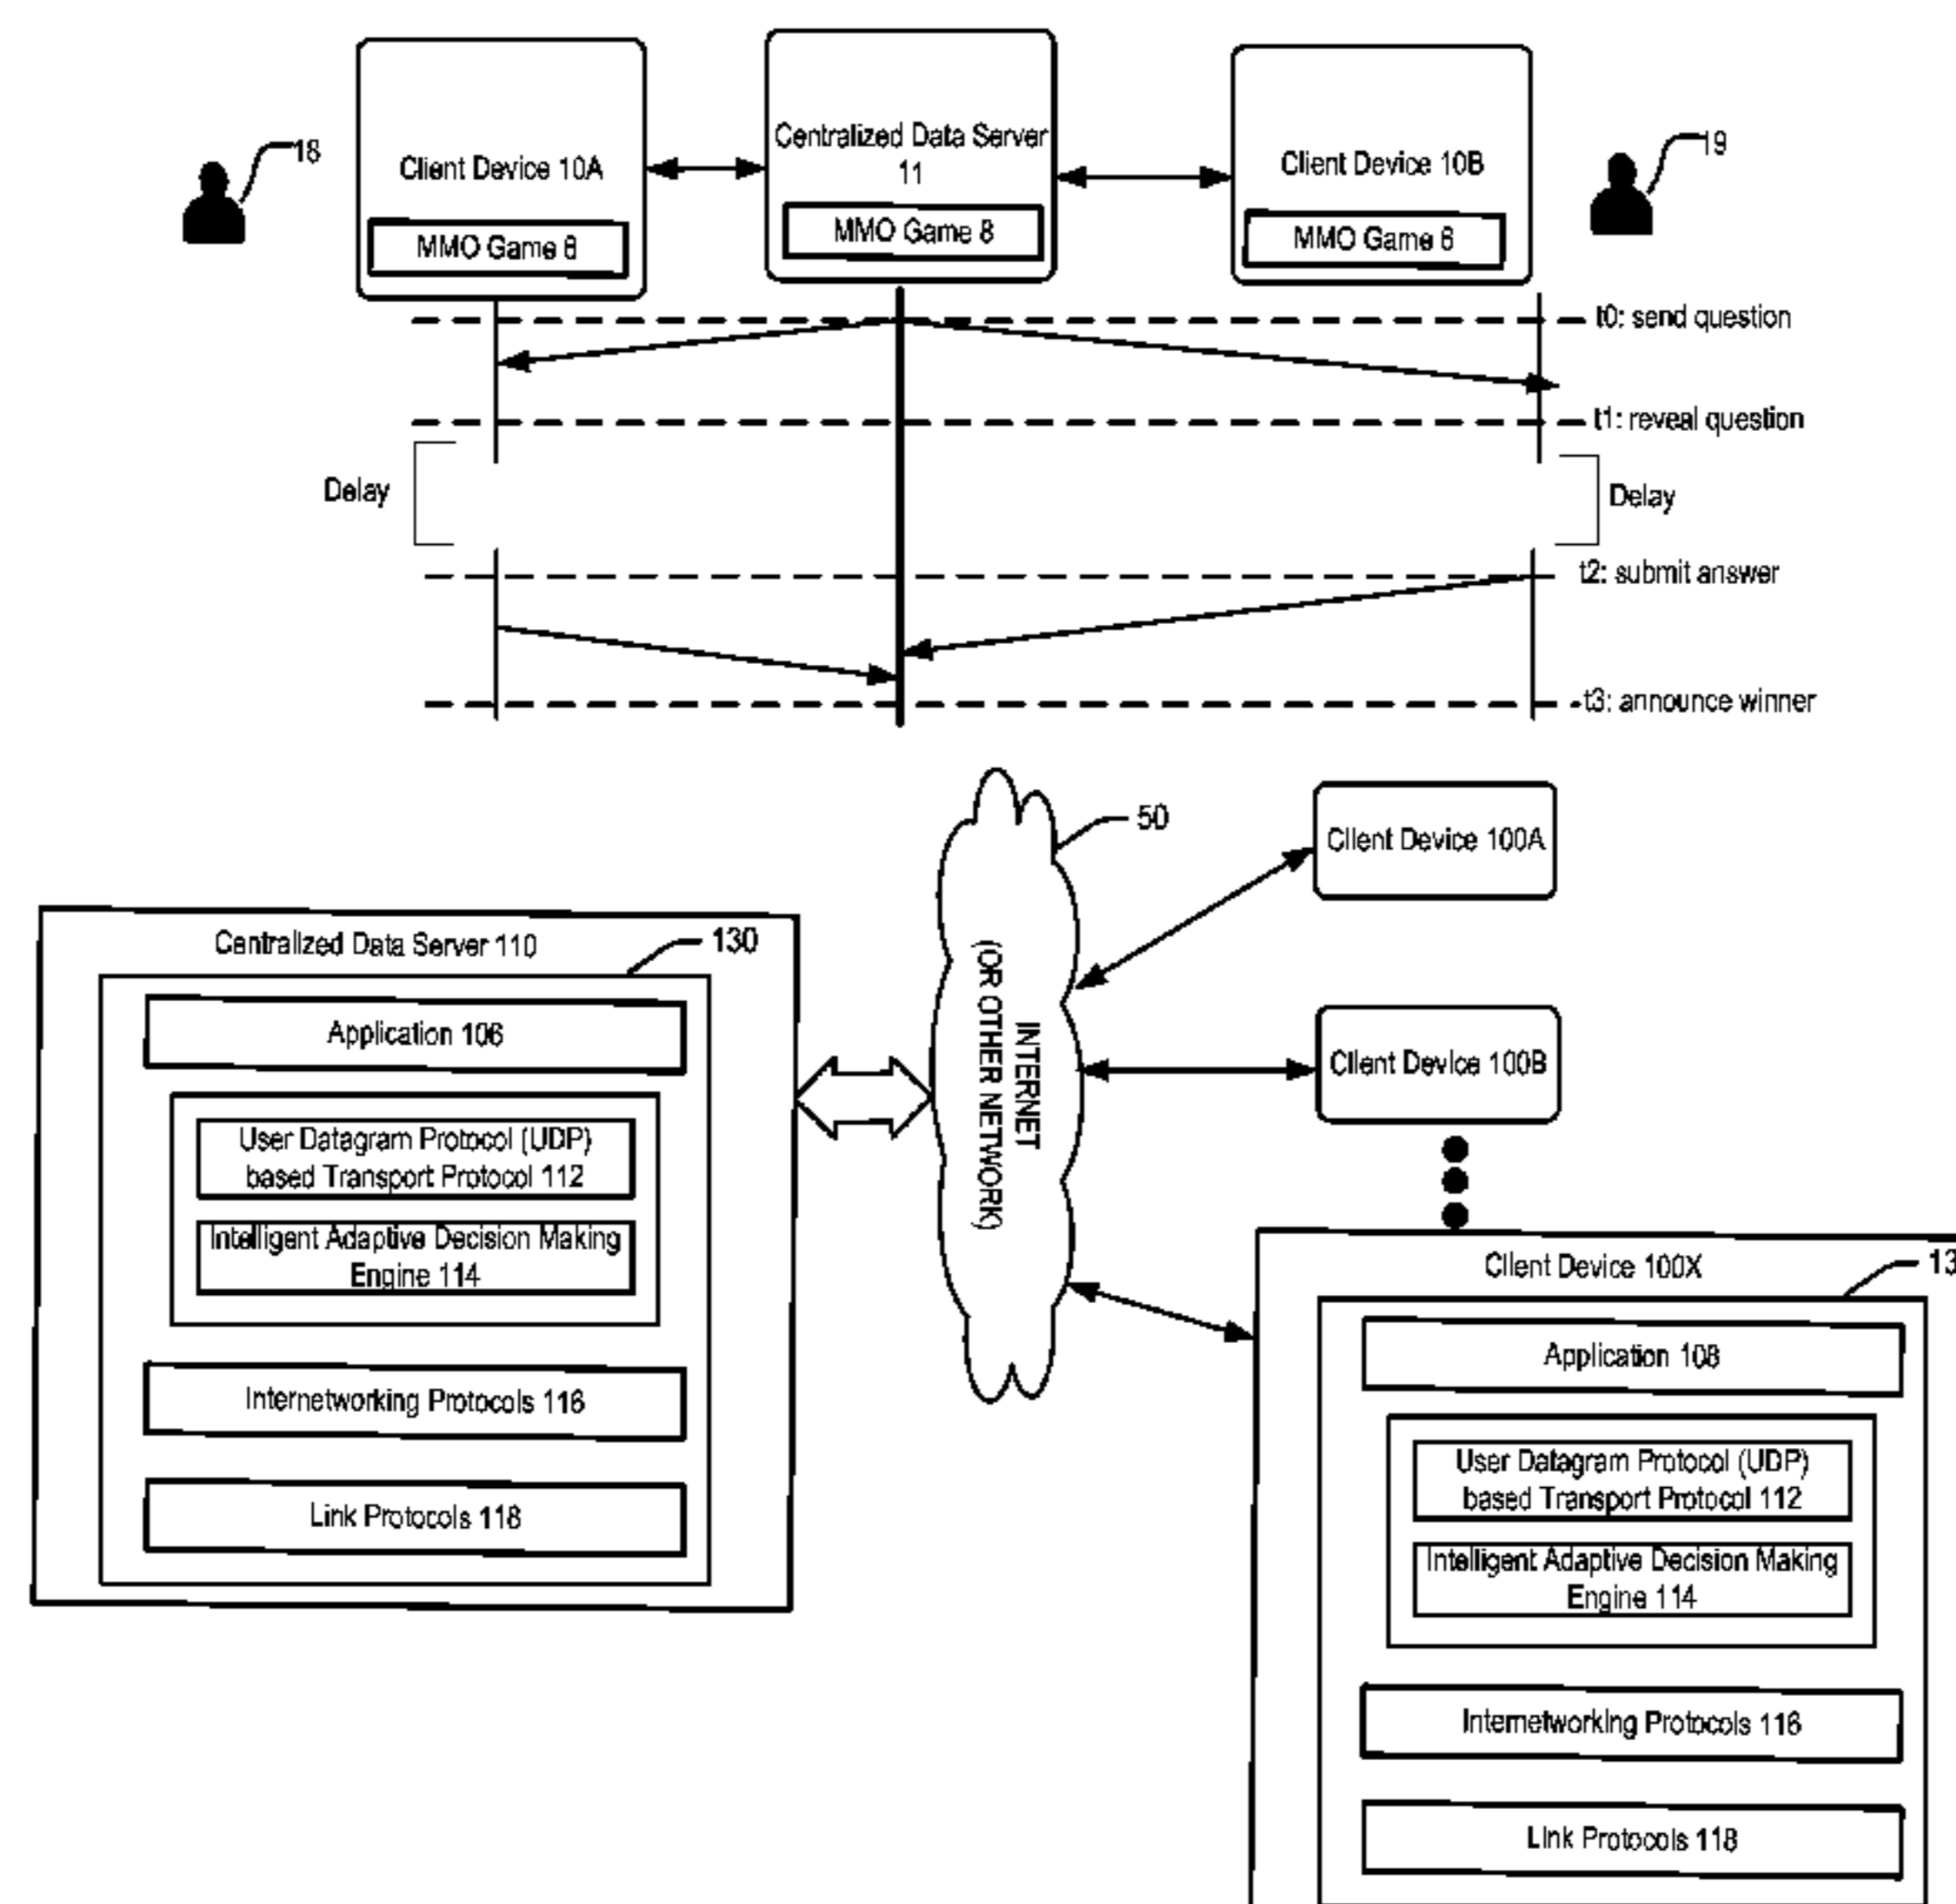 18
Client Device 10A
MMO Game 6
Centralized Data Server
11
MMO Game 8
Client Device 10B
MMO Game 6
19
t0: send question
t1: reveal question
Delay
Delay
t2: submit answer
t3: announce winner
50
Client Device 100A
Centralized Data Server 110
130
Application 106
User Datagram Protocol (UDP)
based Transport Protocol 112
Intelligent Adaptive Decision Making
Engine 114
Internetworking Protocols 116
Link Protocols 118
INTERNET
(OR OTHER NETWORK)
Client Device 100B
Client Device 100X
13
Application 108
User Datagram Protocol (UDP)
based Transport Protocol 112
Intelligent Adaptive Decision Making
Engine 114
Internetworking Protocols 116
Link Protocols 118